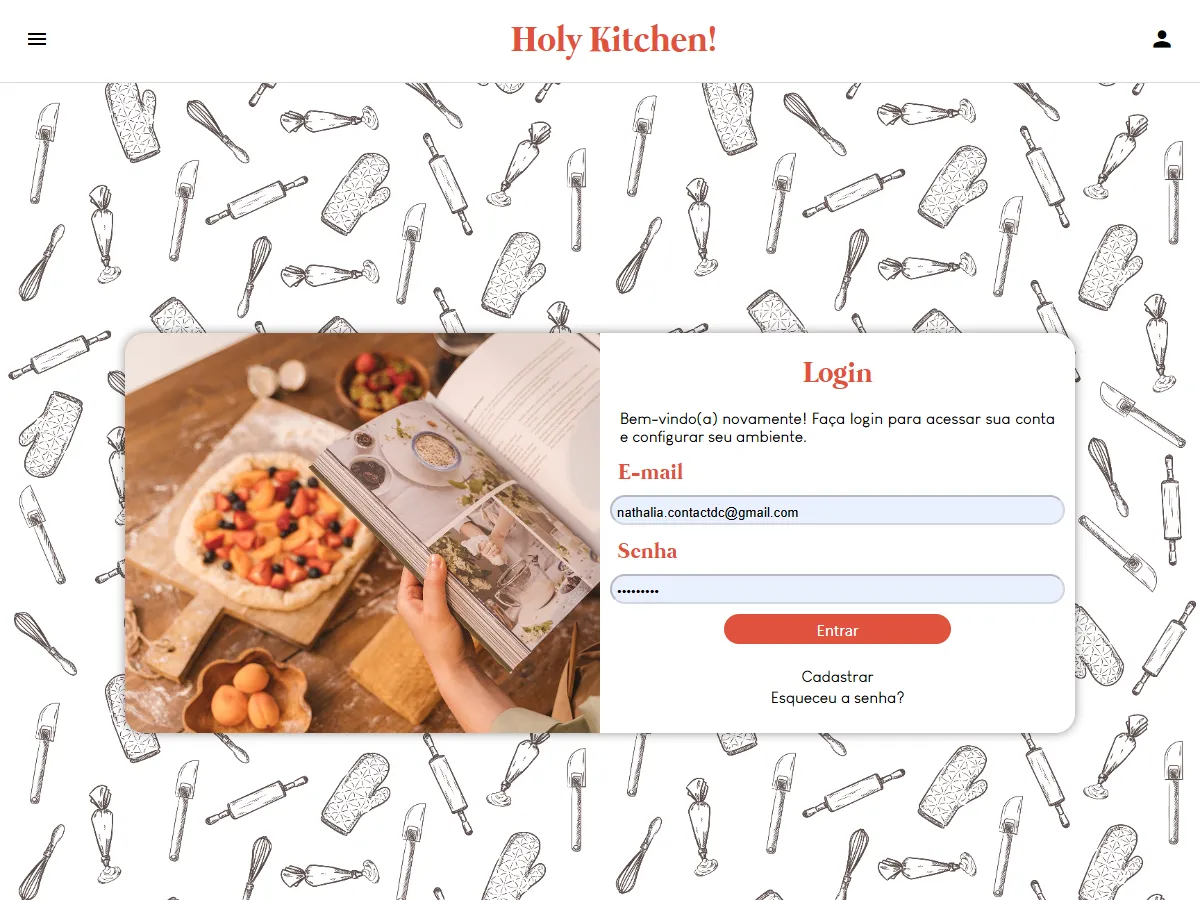 Holy Kitchen!
Login
Bem-vindo(a) novamente! Faça login para acessar sua conta
e configurar seu ambiente.
E-mail
nathalia.contactdc@gmail.com
Senha
•••••••••
Entrar
Cadastrar
Esqueceu a senha?